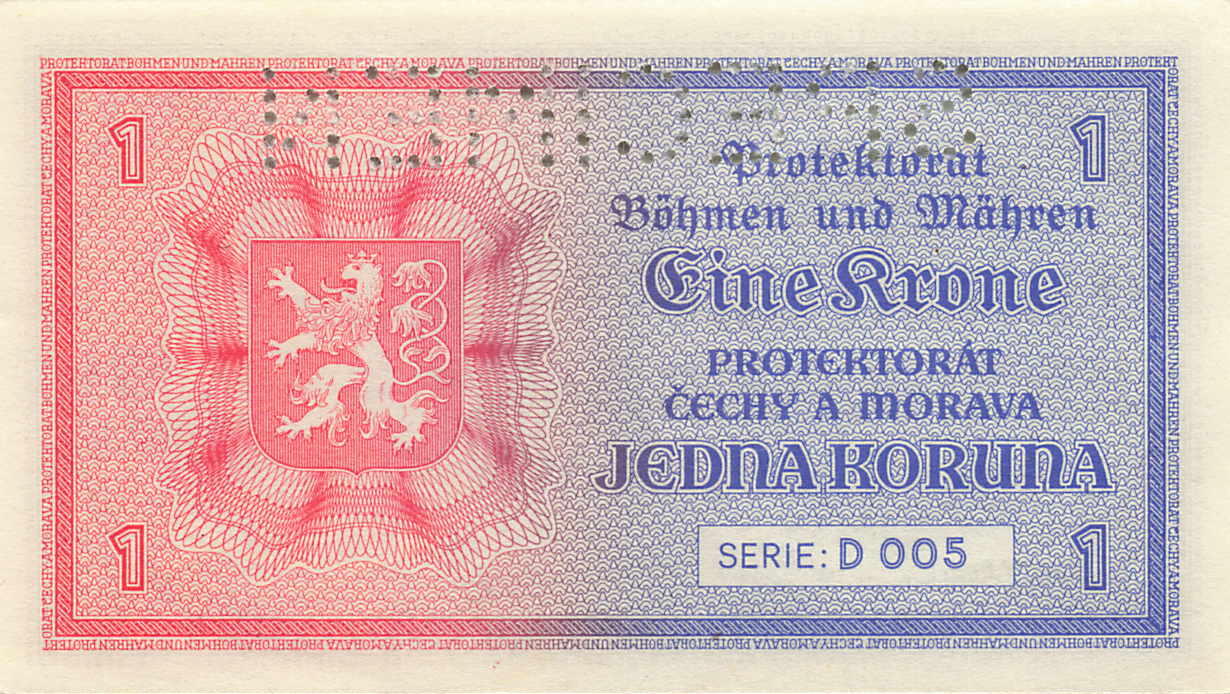 PROTEKTORAT BÖHMEN UND MÄHREN PROTEKTORÁT ČECHY A MORAVA PROTEKTORAT BÖHMEN UND MÄHREN PROTEKTORÁT ČECHY A MORAVA PROTEKTORAT BÖHMEN UND MÄHREN PROTEKT
1
1
Protektorat
Böhmen und Mähren
Eine Krone
PROTEKTORÁT
ČECHY A MORAVA
JEDNA KORUNA
SERIE: D 005
1
1